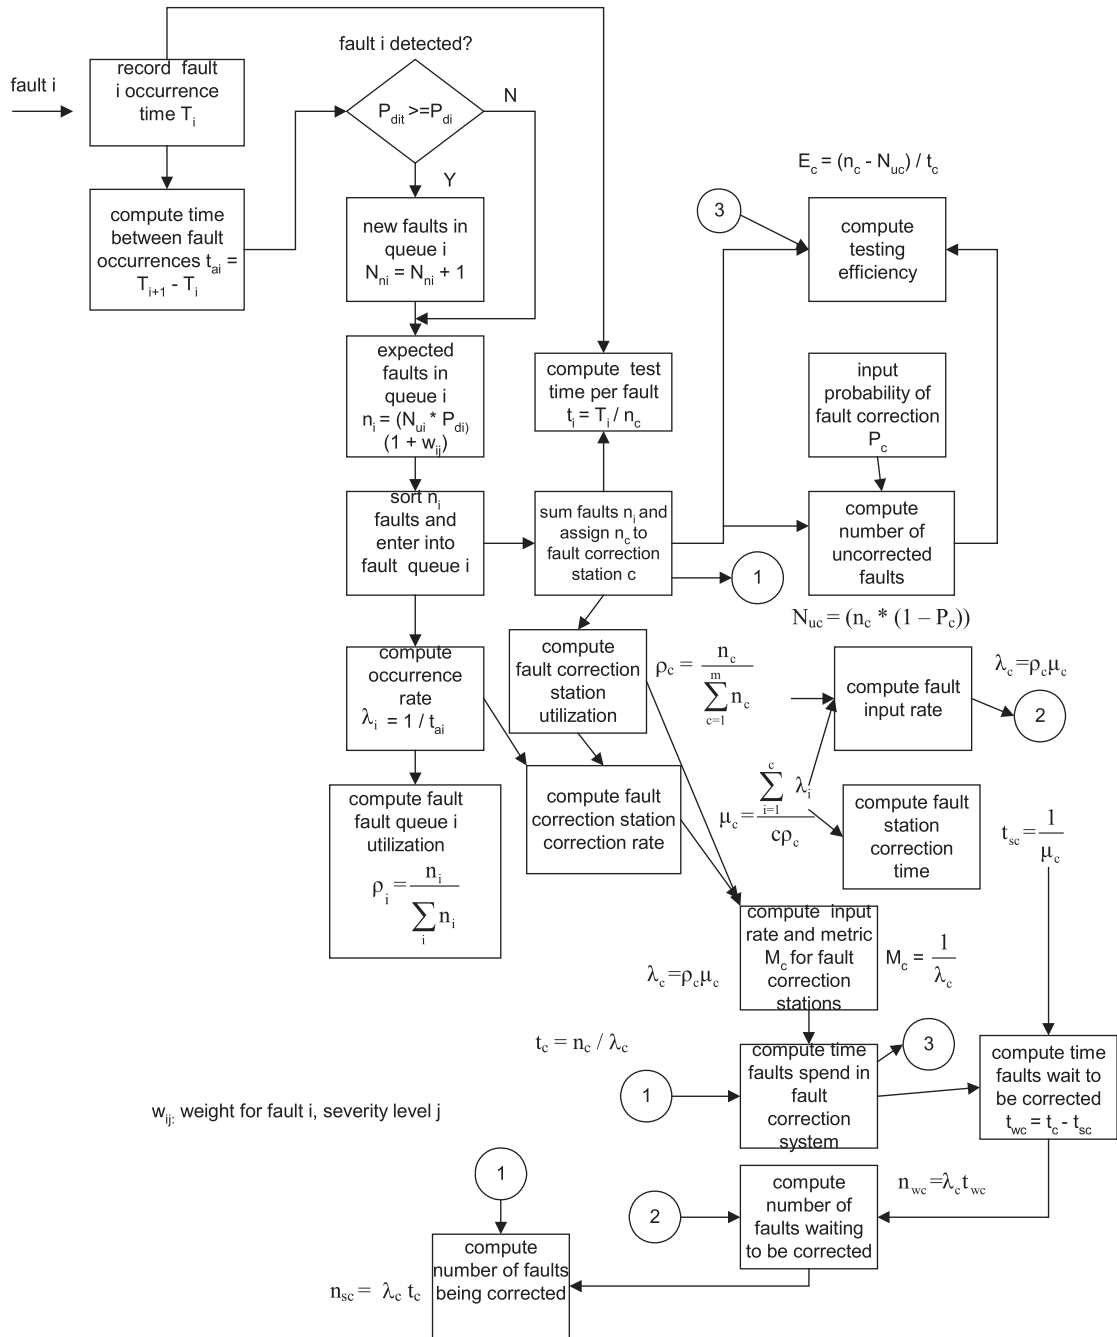 fault i
record fault
i occurrence
time T_i
compute time
between fault
occurrences t_ai =
T_i+1 - T_i
fault i detected?
P_dit >=P_di
N
Y
new faults in
queue i
N_ni = N_ni + 1
expected
faults in
queue i
n_i = (N_ui * P_di)
(1 + w_ij)
sort n_i
faults and
enter into
fault queue i
compute
occurrence
rate
λ_i = 1 / t_ai
compute fault
fault queue i
utilization
ρ_i = n_i / ∑_i n_i
compute test
time per fault
t_i = T_i / n_c
sum faults n_i and
assign n_c to
fault correction
station c
compute
fault correction
station
utilization
compute fault
correction station
correction rate
E_c = (n_c - N_uc) / t_c
3
compute
testing
efficiency
input
probability of
fault correction
P_c
compute
number of
uncorrected
faults
1
N_uc = (n_c * (1 – P_c))
ρ_c = n_c / ∑_c=1^m n_c
compute fault
input rate
λ_c=ρ_cμ_c
2
μ_c= ∑_i=1^c λ_i / cρ_c
compute fault
station
correction
time
t_sc= 1 / μ_c
compute input
rate and metric
M_c for fault
correction
stations
λ_c=ρ_cμ_c
M_c = 1 / λ_c
t_c = n_c / λ_c
1
compute time
faults spend in
fault
correction
system
3
compute time
faults wait to
be corrected
t_wc = t_c - t_sc
w_ij: weight for fault i, severity level j
n_wc=λ_c t_wc
2
compute
number of
faults waiting
to be corrected
1
compute
number of faults
being corrected
n_sc = λ_c t_c